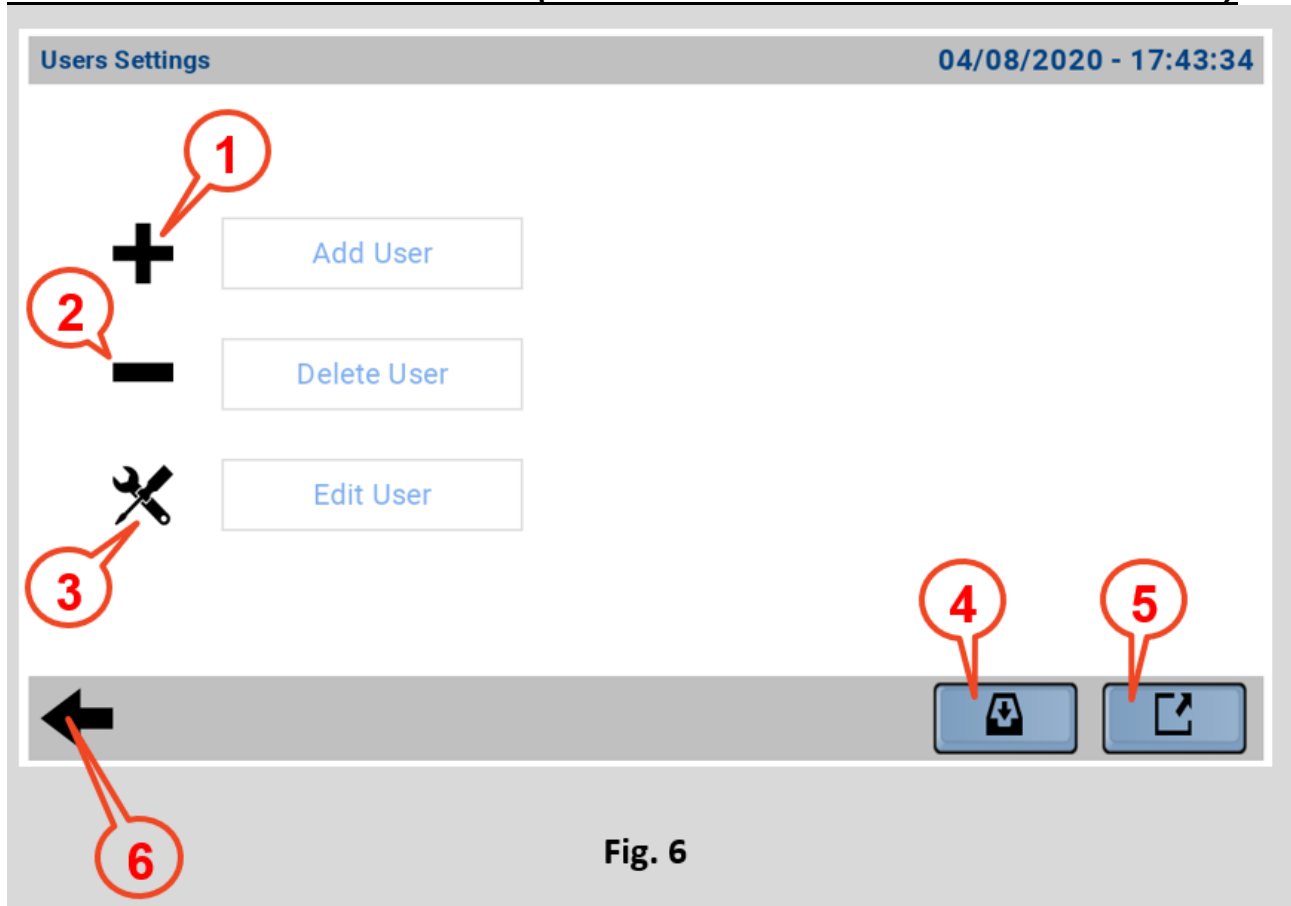 Users Settings 04/08/2020 - 17:43:34
1
Add User
2
Delete User
Edit User
3
4 5
6
Fig. 6